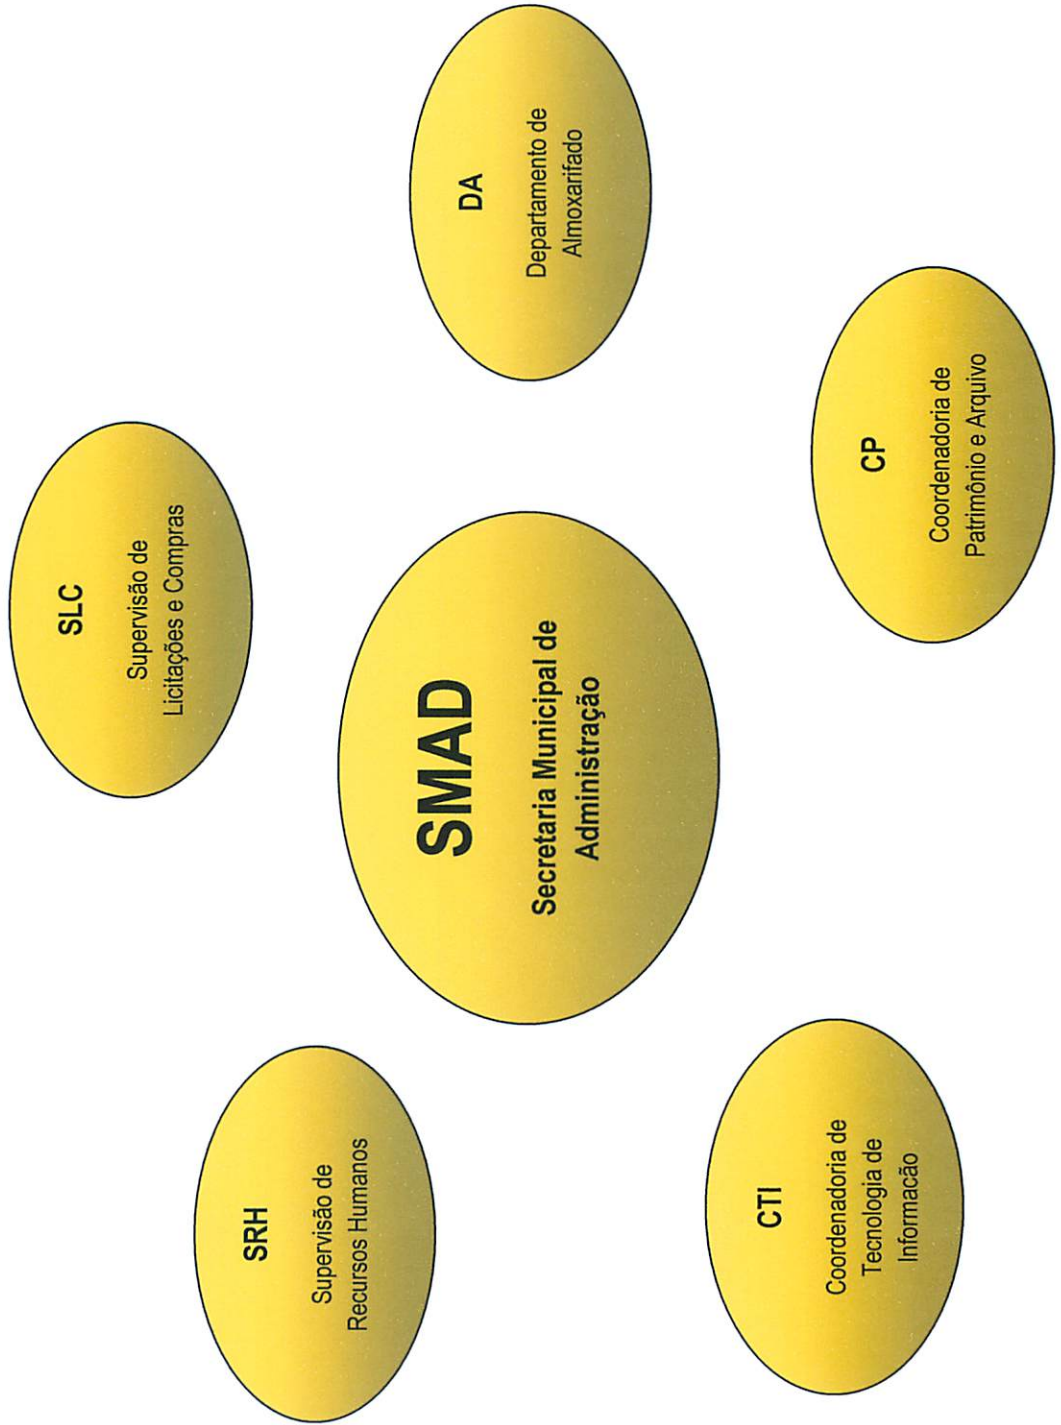 SLC
Supervisão de
Licitações e Compras
SRH
Supervisão de
Recursos Humanos
SMAD
Secretaria Municipal de
Administração
DA
Departamento de
Almoxarifado
CTI
Coordenadoria de
Tecnologia de
Informacão
CP
Coordenadoria de
Patrimônio e Arquivo